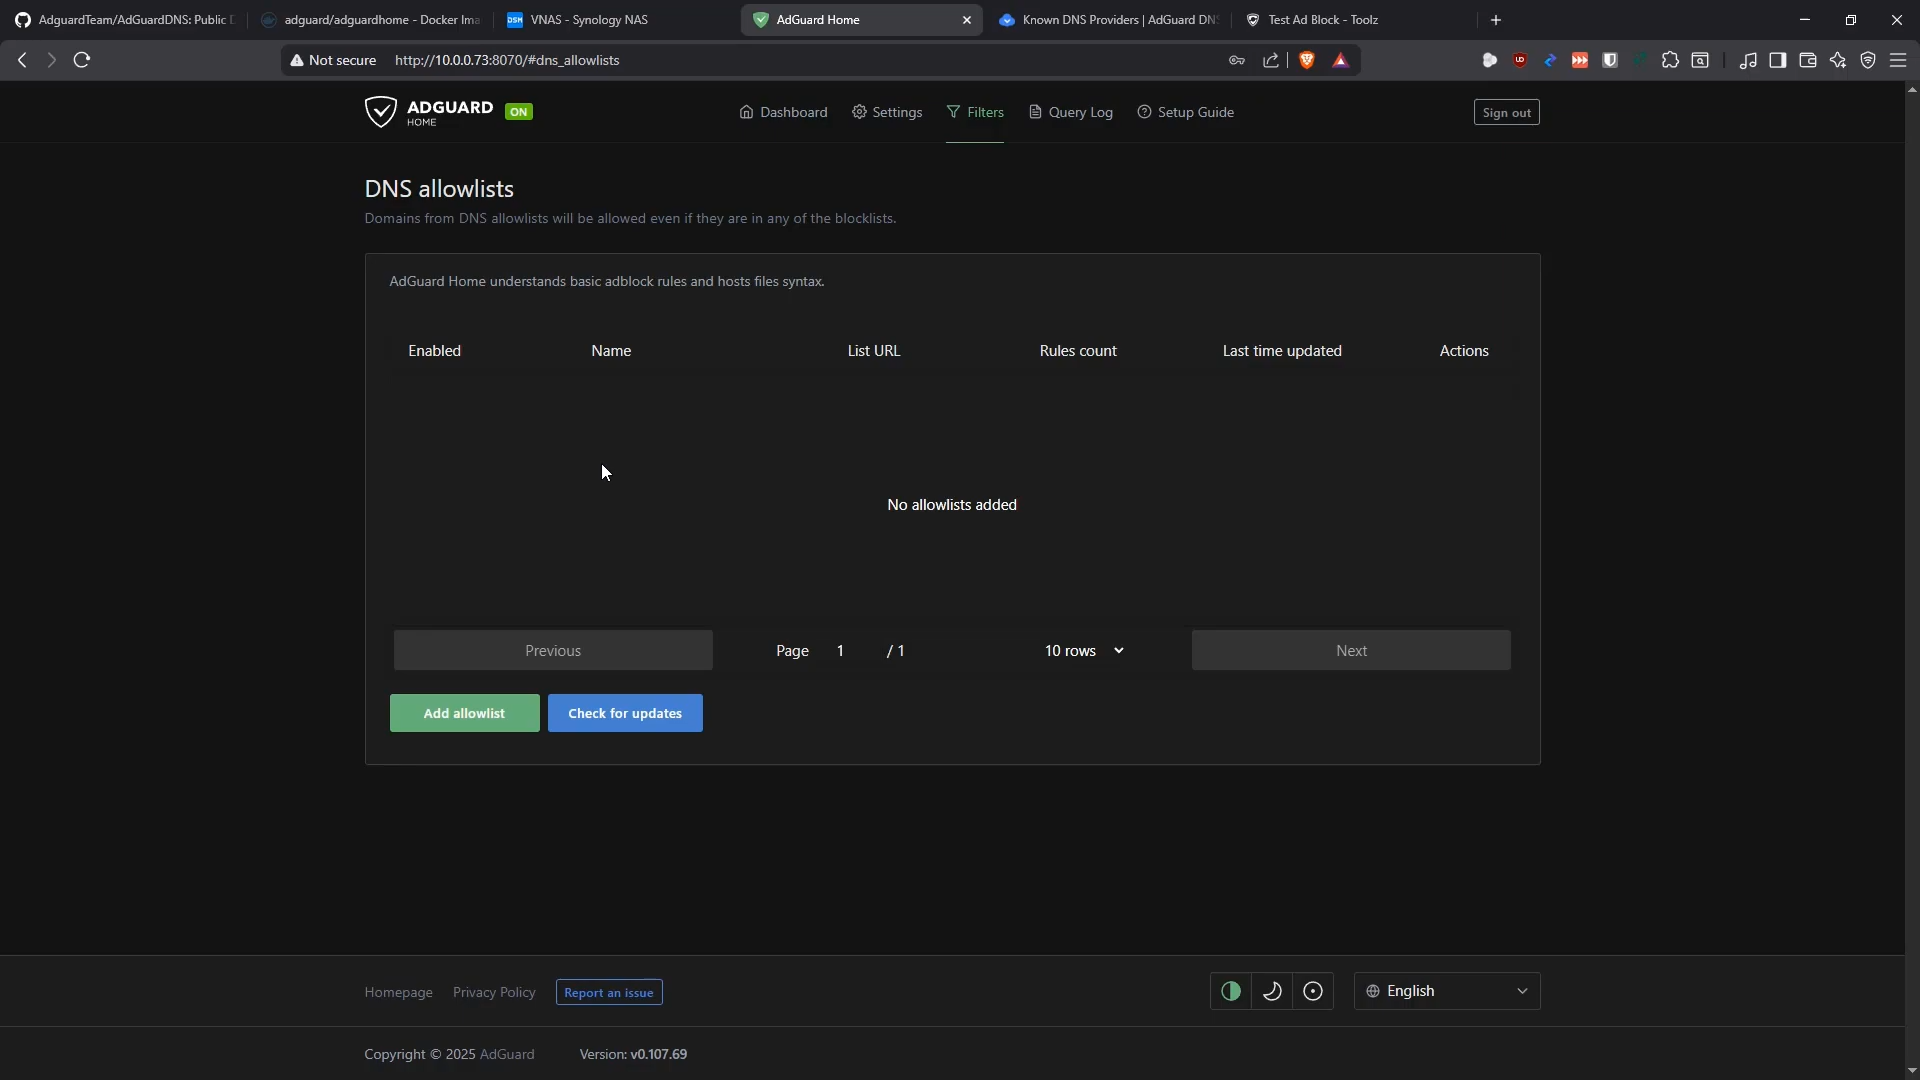 AdguardTeam/AdGuardDNS: Public
adguard/adguardhome - Docker Ima
DSM VNAS - Synology NAS
AdGuard Home
Known DNS Providers | AdGuard DN
Test Ad Block - Toolz
Not secure http://10.0.0.73:8070/#dns_allowlists
ADGUARD
HOME
ON
Dashboard
Settings
Filters
Query Log
Setup Guide
Sign out
DNS allowlists
Domains from DNS allowlists will be allowed even if they are in any of the blocklists.
AdGuard Home understands basic adblock rules and hosts files syntax.
Enabled Name List URL Rules count Last time updated Actions
No allowlists added
Previous Page 1 / 1 10 rows Next
Add allowlist Check for updates
Homepage Privacy Policy Report an issue English
Copyright © 2025 AdGuard Version: v0.107.69